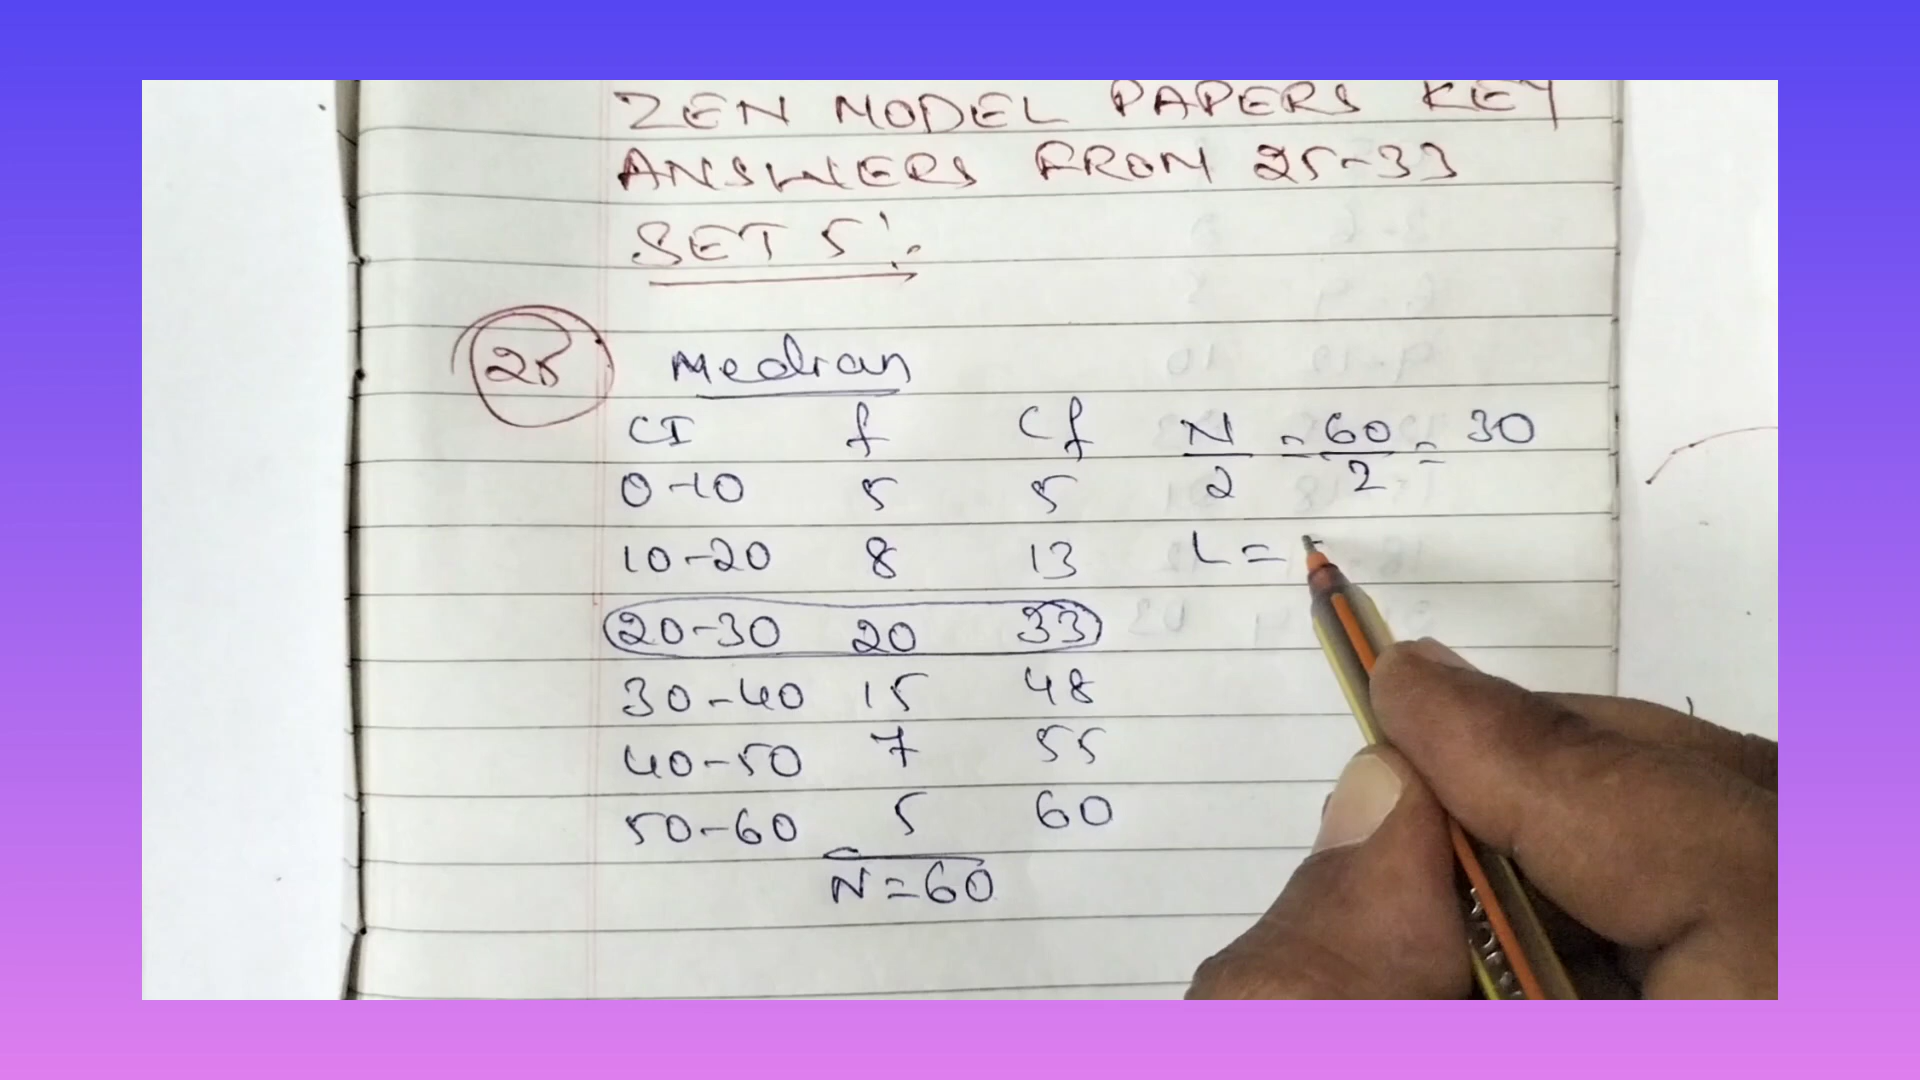 ZEN MODEL PAPERS KEY
ANSWERS FROM 25-33
SET 5:
25 Median
CI f Cf N/2 = 60/2 = 30
0-10 5 5
10-20 8 13 L =
20-30 20 33
30-40 15 48
40-50 7 55
50-60 5 60
N=60